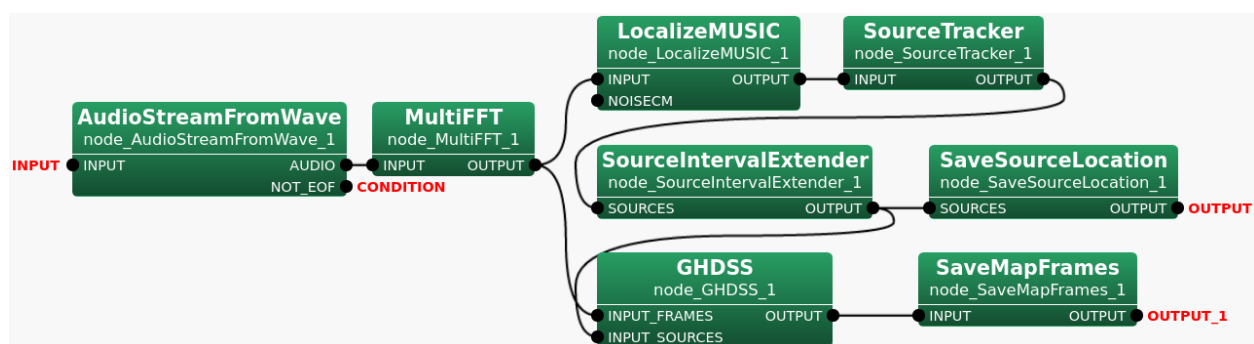 LocalizeMUSIC
node_LocalizeMUSIC_1
INPUT OUTPUT
NOISECM
SourceTracker
node_SourceTracker_1
INPUT OUTPUT
AudioStreamFromWave
node_AudioStreamFromWave_1
INPUT INPUT AUDIO
NOT_EOF CONDITION
MultiFFT
node_MultiFFT_1
INPUT OUTPUT
SourceIntervalExtender
node_SourceIntervalExtender_1
SOURCES OUTPUT
SaveSourceLocation
node_SaveSourceLocation_1
SOURCES OUTPUT OUTPUT
GHDSS
node_GHDSS_1
INPUT_FRAMES OUTPUT
INPUT_SOURCES
SaveMapFrames
node_SaveMapFrames_1
INPUT OUTPUT OUTPUT_1